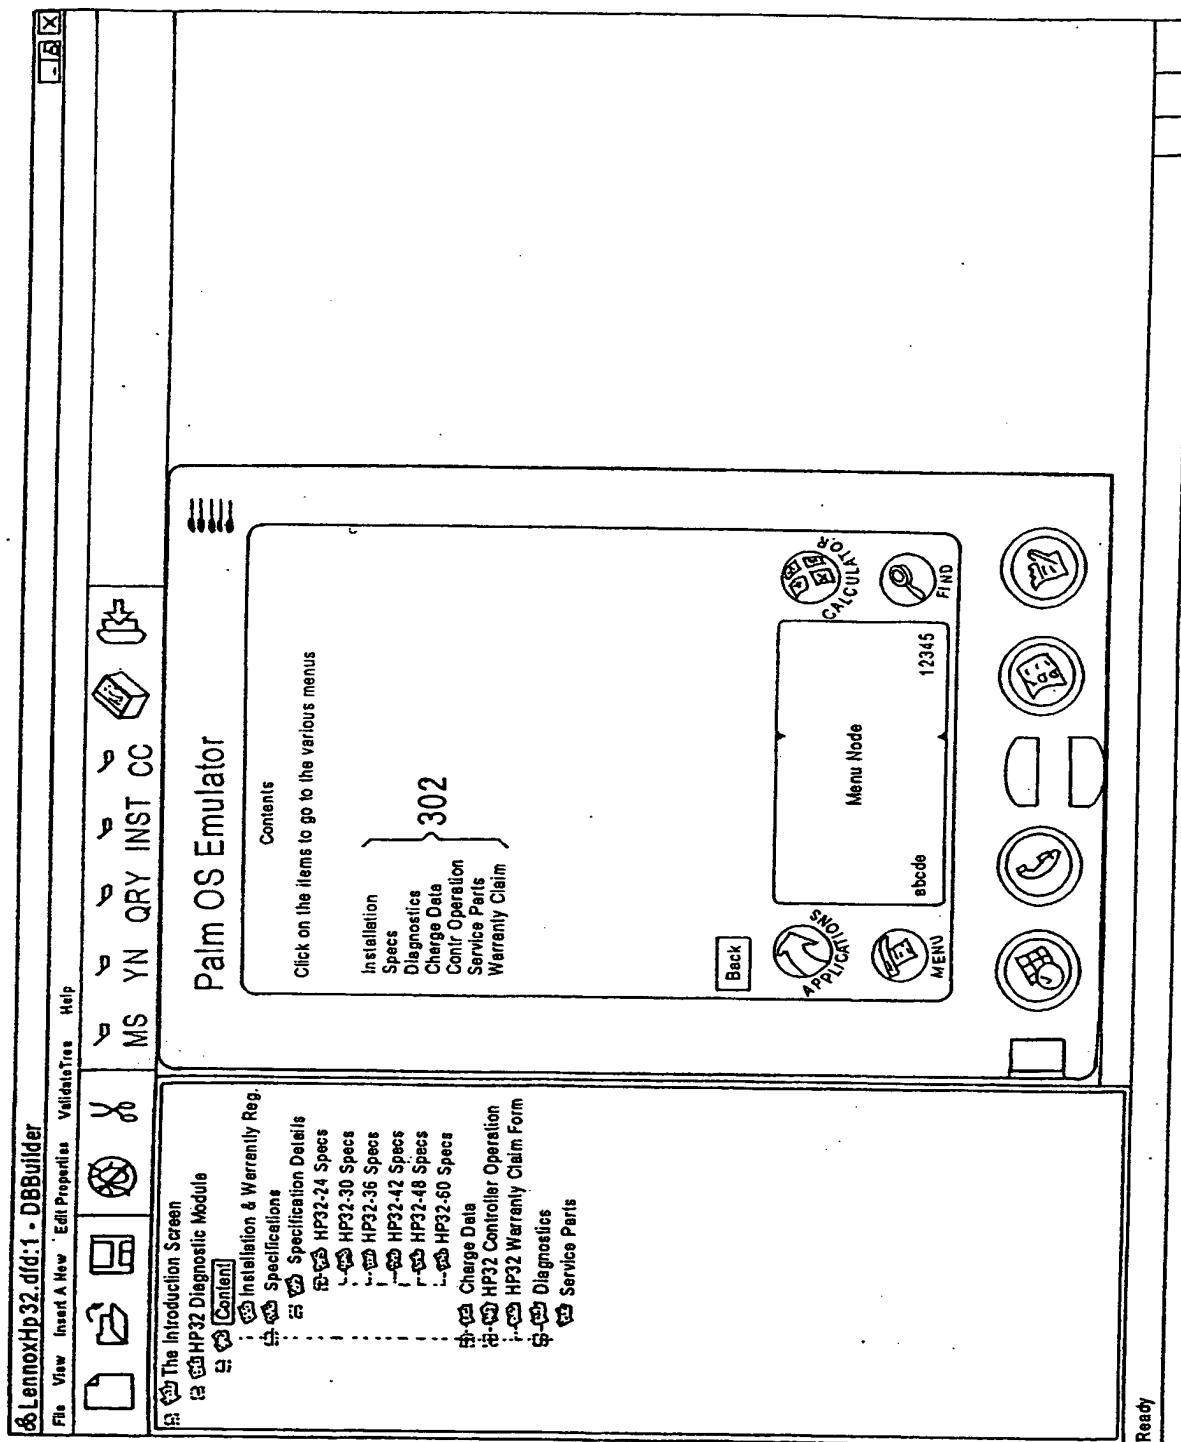 LennoxHp32.dfd:1 - DBBuilder
File View Insert A New Edit Properties ValidateTree Help
MS YN QRY INST CC
The Introduction Screen
HP32 Diagnostic Module
Content
Installation & Warrently Reg.
Specifications
Specification Details
HP32-24 Specs
HP32-30 Specs
HP32-36 Specs
HP32-42 Specs
HP32-48 Specs
HP32-60 Specs
Charge Data
HP32 Controller Operation
HP32 Warranty Claim Form
Diagnostics
Service Parts
Palm OS Emulator
Contents
Click on the items to go to the various menus
Installation
Specs
Diagnostics
Charge Data
Contr Operation
Service Parts
Warranty Claim
302
Back
APPLICATIONS
CALCULATOR
MENU
abcde
Menu Node
12345
FIND
Ready